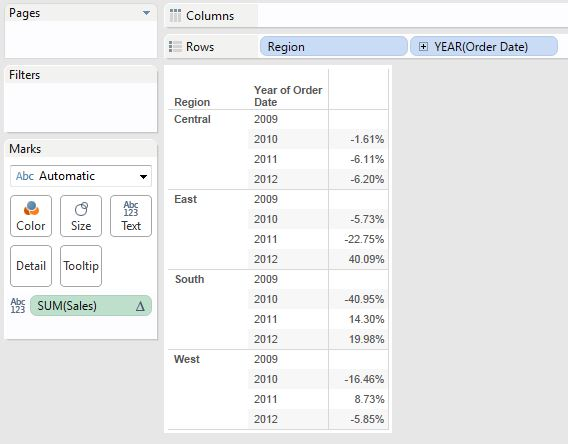 Pages
Columns
Rows Region YEAR(Order Date)
Filters
Marks
Abc Automatic
Color Size Abc 123 Text
Detail Tooltip
Abc 123 SUM(Sales) Δ
Region Year of Order Date
Central 2009
2010 -1.61%
2011 -6.11%
2012 -6.20%
East 2009
2010 -5.73%
2011 -22.75%
2012 40.09%
South 2009
2010 -40.95%
2011 14.30%
2012 19.98%
West 2009
2010 -16.46%
2011 8.73%
2012 -5.85%